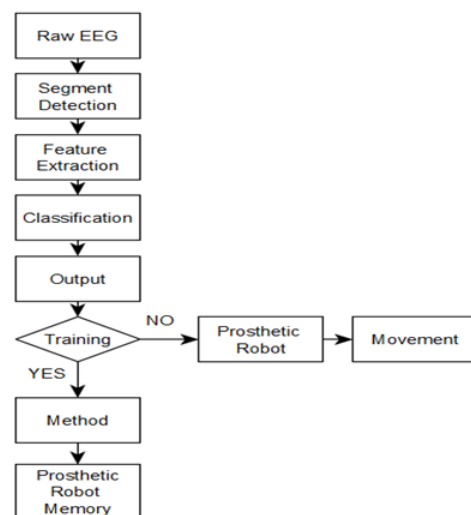 Raw EEG
Segment
Detection
Feature
Extraction
Classification
Output
Training
NO
Prosthetic
Robot
Movement
YES
Method
Prosthetic
Robot
Memory